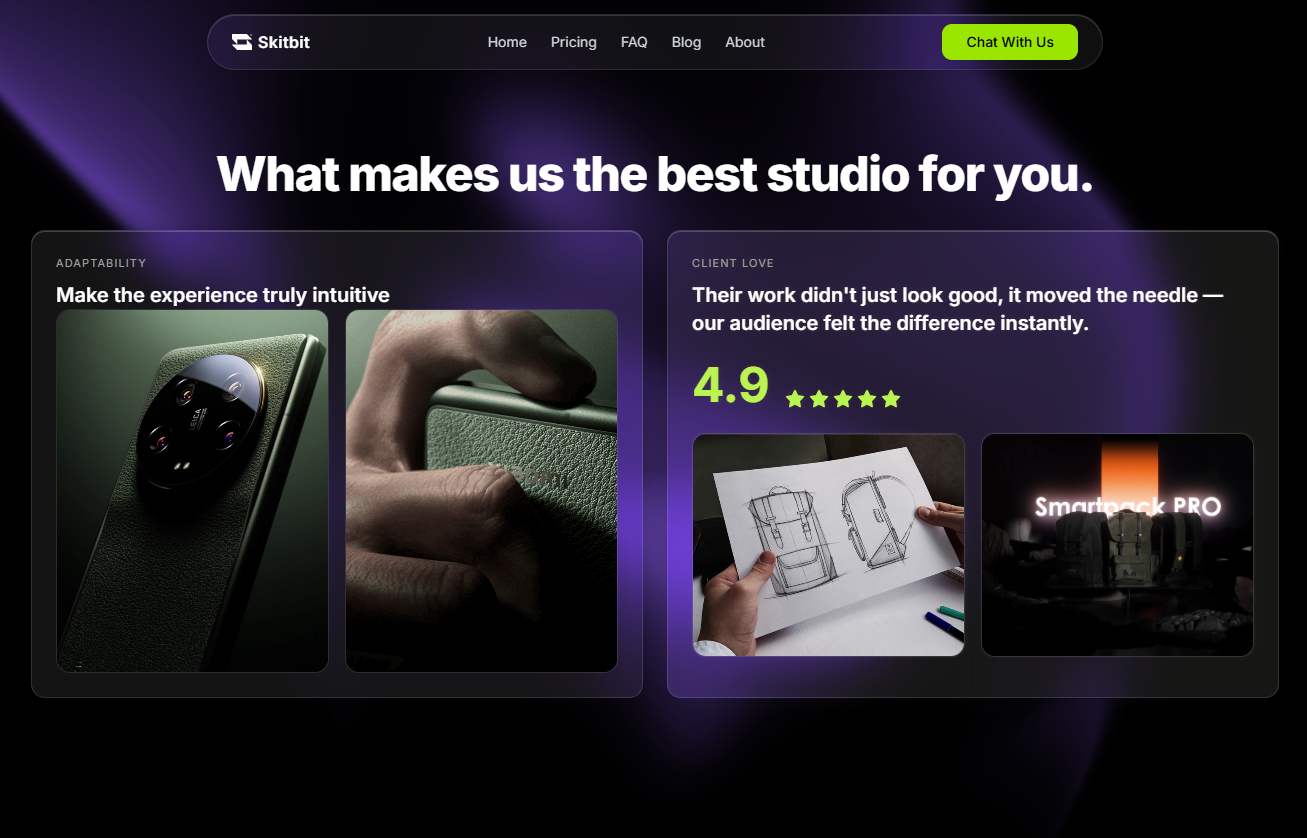 Skitbit
Home
Pricing
FAQ
Blog
About
Chat With Us
What makes us the best studio for you.
ADAPTABILITY
Make the experience truly intuitive
LEICA
CLIENT LOVE
Their work didn't just look good, it moved the needle —
our audience felt the difference instantly.
4.9
Smartpack PRO